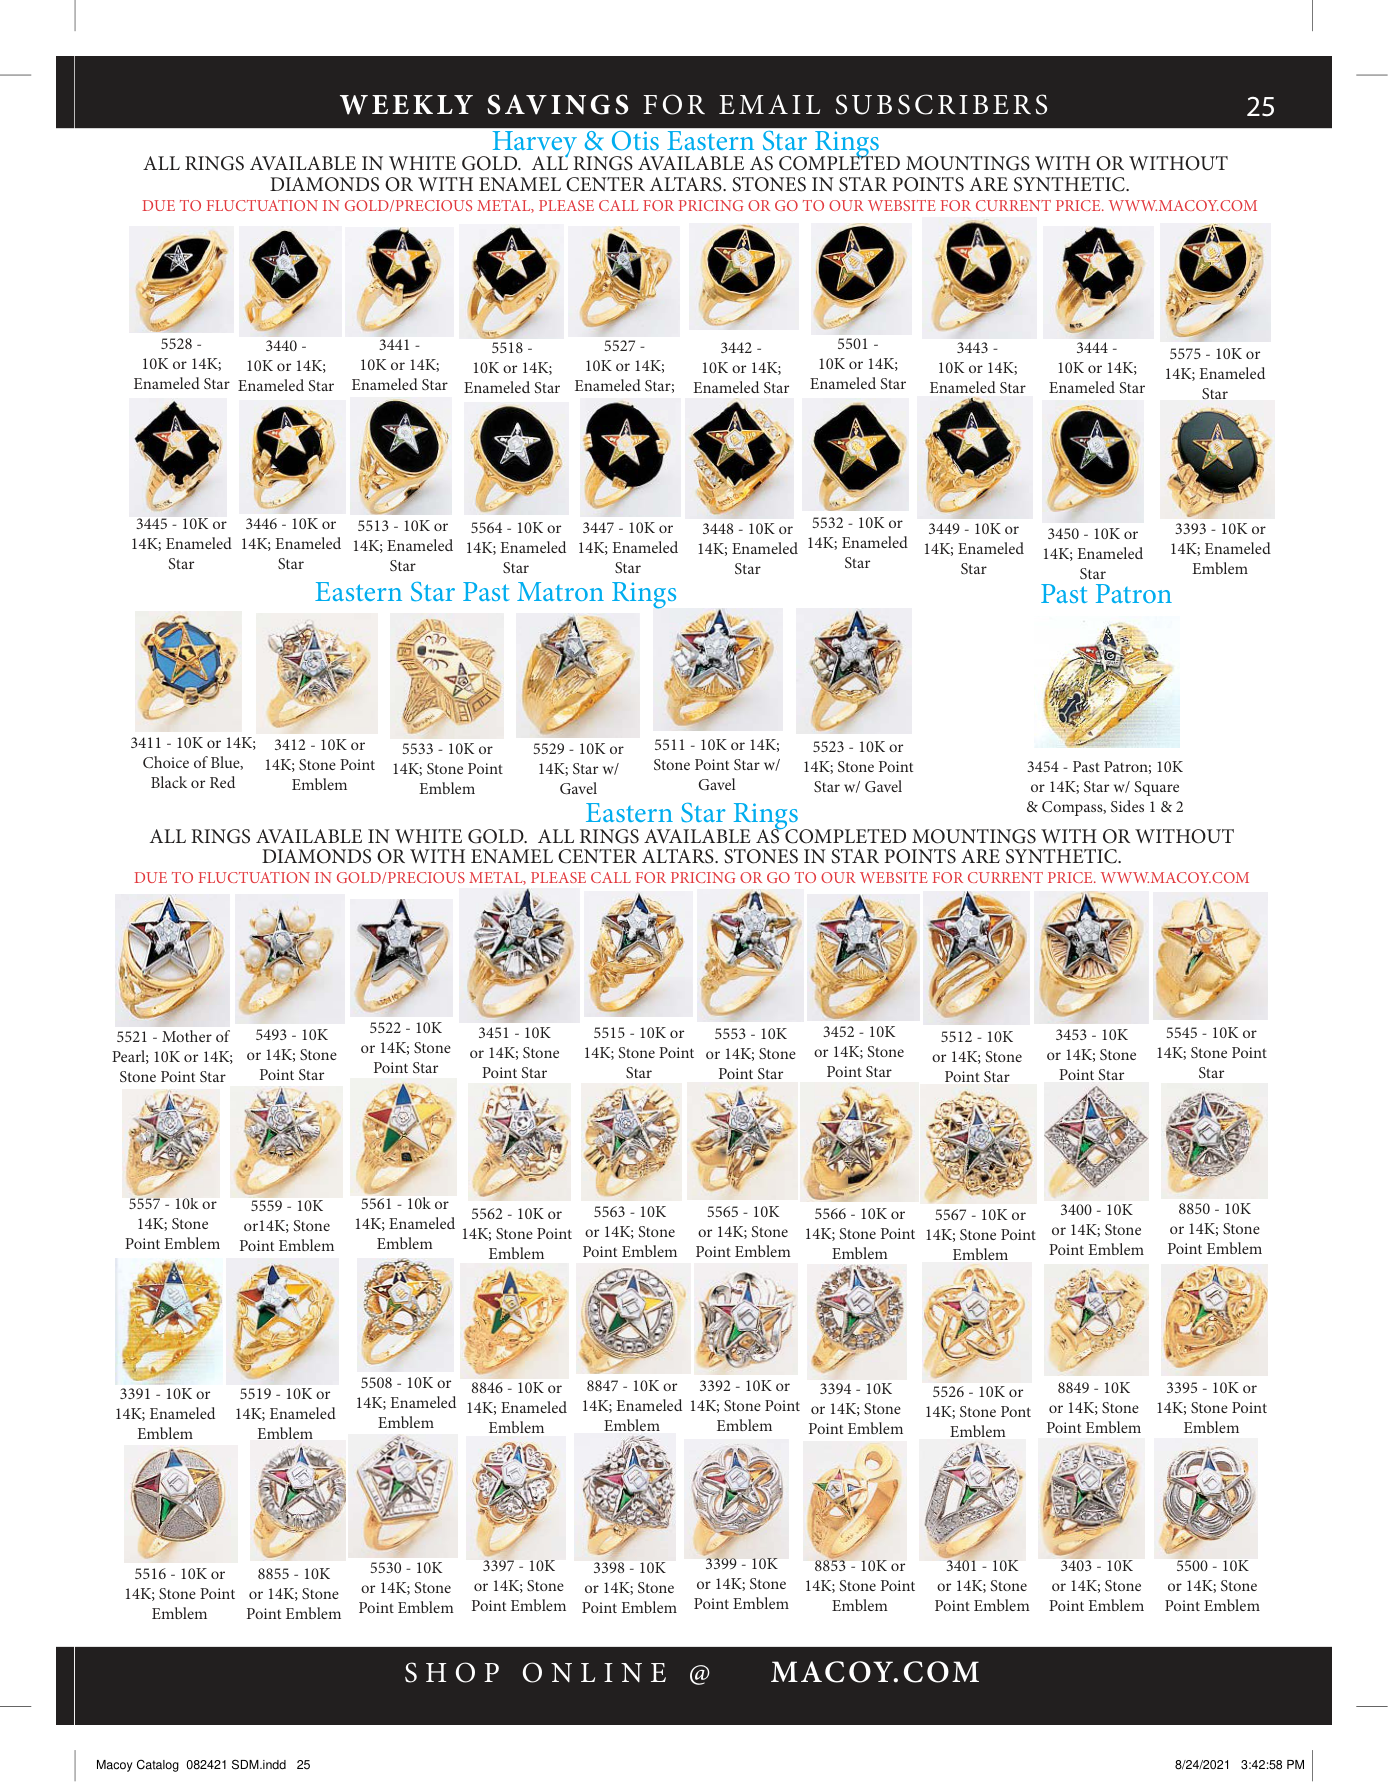 WEEKLY SAVINGS FOR EMAIL SUBSCRIBERS
25
Harvey & Otis Eastern Star Rings
ALL RINGS AVAILABLE IN WHITE GOLD.  ALL RINGS AVAILABLE AS COMPLETED MOUNTINGS WITH OR WITHOUT
DIAMONDS OR WITH ENAMEL CENTER ALTARS. STONES IN STAR POINTS ARE SYNTHETIC.
DUE TO FLUCTUATION IN GOLD/PRECIOUS METAL, PLEASE CALL FOR PRICING OR GO TO OUR WEBSITE FOR CURRENT PRICE. WWW.MACOY.COM
5528 -
10K or 14K;
Enameled Star
3440 -
10K or 14K;
Enameled Star
3441 -
10K or 14K;
Enameled Star
5518 -
10K or 14K;
Enameled Star
5527 -
10K or 14K;
Enameled Star;
3442 -
10K or 14K;
Enameled Star
5501 -
10K or 14K;
Enameled Star
3443 -
10K or 14K;
Enameled Star
3444 -
10K or 14K;
Enameled Star
5575 - 10K or
14K; Enameled
Star
3445 - 10K or
14K; Enameled
Star
3446 - 10K or
14K; Enameled
Star
5513 - 10K or
14K; Enameled
Star
5564 - 10K or
14K; Enameled
Star
3447 - 10K or
14K; Enameled
Star
3448 - 10K or
14K; Enameled
Star
5532 - 10K or
14K; Enameled
Star
3449 - 10K or
14K; Enameled
Star
3450 - 10K or
14K; Enameled
Star
3393 - 10K or
14K; Enameled
Emblem
Eastern Star Past Matron Rings
Past Patron
3411 - 10K or 14K;
Choice of Blue,
Black or Red
3412 - 10K or
14K; Stone Point
Emblem
5533 - 10K or
14K; Stone Point
Emblem
5529 - 10K or
14K; Star w/
Gavel
5511 - 10K or 14K;
Stone Point Star w/
Gavel
5523 - 10K or
14K; Stone Point
Star w/ Gavel
3454 - Past Patron; 10K
or 14K; Star w/ Square
& Compass, Sides 1 & 2
Eastern Star Rings
ALL RINGS AVAILABLE IN WHITE GOLD.  ALL RINGS AVAILABLE AS COMPLETED MOUNTINGS WITH OR WITHOUT
DIAMONDS OR WITH ENAMEL CENTER ALTARS. STONES IN STAR POINTS ARE SYNTHETIC.
DUE TO FLUCTUATION IN GOLD/PRECIOUS METAL, PLEASE CALL FOR PRICING OR GO TO OUR WEBSITE FOR CURRENT PRICE. WWW.MACOY.COM
5521 - Mother of
Pearl; 10K or 14K;
Stone Point Star
5493 - 10K
or 14K; Stone
Point Star
5522 - 10K
or 14K; Stone
Point Star
3451 - 10K
or 14K; Stone
Point Star
5515 - 10K or
14K; Stone Point
Star
5553 - 10K
or 14K; Stone
Point Star
3452 - 10K
or 14K; Stone
Point Star
5512 - 10K
or 14K; Stone
Point Star
3453 - 10K
or 14K; Stone
Point Star
5545 - 10K or
14K; Stone Point
Star
5557 - 10k or
14K; Stone
Point Emblem
5559 - 10K
or14K; Stone
Point Emblem
5561 - 10k or
14K; Enameled
Emblem
5562 - 10K or
14K; Stone Point
Emblem
5563 - 10K
or 14K; Stone
Point Emblem
5565 - 10K
or 14K; Stone
Point Emblem
5566 - 10K or
14K; Stone Point
Emblem
5567 - 10K or
14K; Stone Point
Emblem
3400 - 10K
or 14K; Stone
Point Emblem
8850 - 10K
or 14K; Stone
Point Emblem
3391 - 10K or
14K; Enameled
Emblem
5519 - 10K or
14K; Enameled
Emblem
5508 - 10K or
14K; Enameled
Emblem
8846 - 10K or
14K; Enameled
Emblem
8847 - 10K or
14K; Enameled
Emblem
3392 - 10K or
14K; Stone Point
Emblem
3394 - 10K
or 14K; Stone
Point Emblem
5526 - 10K or
14K; Stone Pont
Emblem
8849 - 10K
or 14K; Stone
Point Emblem
3395 - 10K or
14K; Stone Point
Emblem
5516 - 10K or
14K; Stone Point
Emblem
8855 - 10K
or 14K; Stone
Point Emblem
5530 - 10K
or 14K; Stone
Point Emblem
3397 - 10K
or 14K; Stone
Point Emblem
3398 - 10K
or 14K; Stone
Point Emblem
3399 - 10K
or 14K; Stone
Point Emblem
8853 - 10K or
14K; Stone Point
Emblem
3401 - 10K
or 14K; Stone
Point Emblem
3403 - 10K
or 14K; Stone
Point Emblem
5500 - 10K
or 14K; Stone
Point Emblem
SHOP ONLINE @ MACOY.COM
Macoy Catalog  082421 SDM.indd   25
8/24/2021   3:42:58 PM